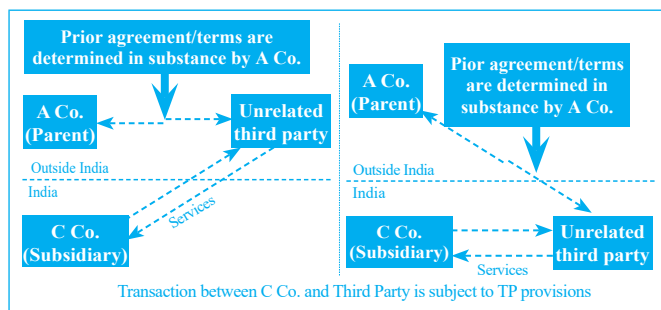 Prior agreement/terms
are determined in
substance by A Co.
A Co.
(Parent)
Unrelated
third party
Outside India
India
Services
C Co.
(Subsidiary)
Prior agreement/terms
are determined in
substance by A Co.
A Co.
(Parent)
Outside India
India
C Co.
(Subsidiary)
Services
Unrelated
third party
Transaction between C Co. and Third Party is subject to TP provisions